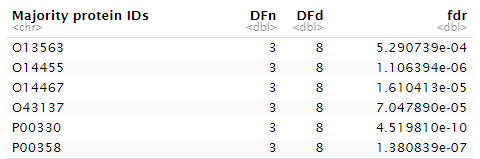 Majority protein IDs DFn DFd fdr
<chr> <dbl> <dbl> <dbl>
O13563 3 8 5.290739e-04
O14455 3 8 1.106394e-06
O14467 3 8 1.610413e-05
O43137 3 8 7.047890e-05
P00330 3 8 4.519810e-10
P00358 3 8 1.380839e-07